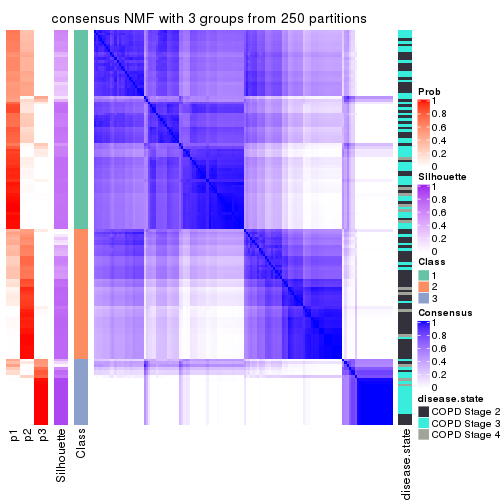 consensus NMF with 3 groups from 250 partitions
Prob
1
0.8
0.6
0.4
0.2
0
Silhouette
1
0.8
0.6
0.4
0.2
0
Class
1
2
3
Consensus
1
0.8
0.6
0.4
0.2
0
disease.state
COPD Stage 2
COPD Stage 3
COPD Stage 4
p1
p2
p3
Silhouette
Class
disease.state